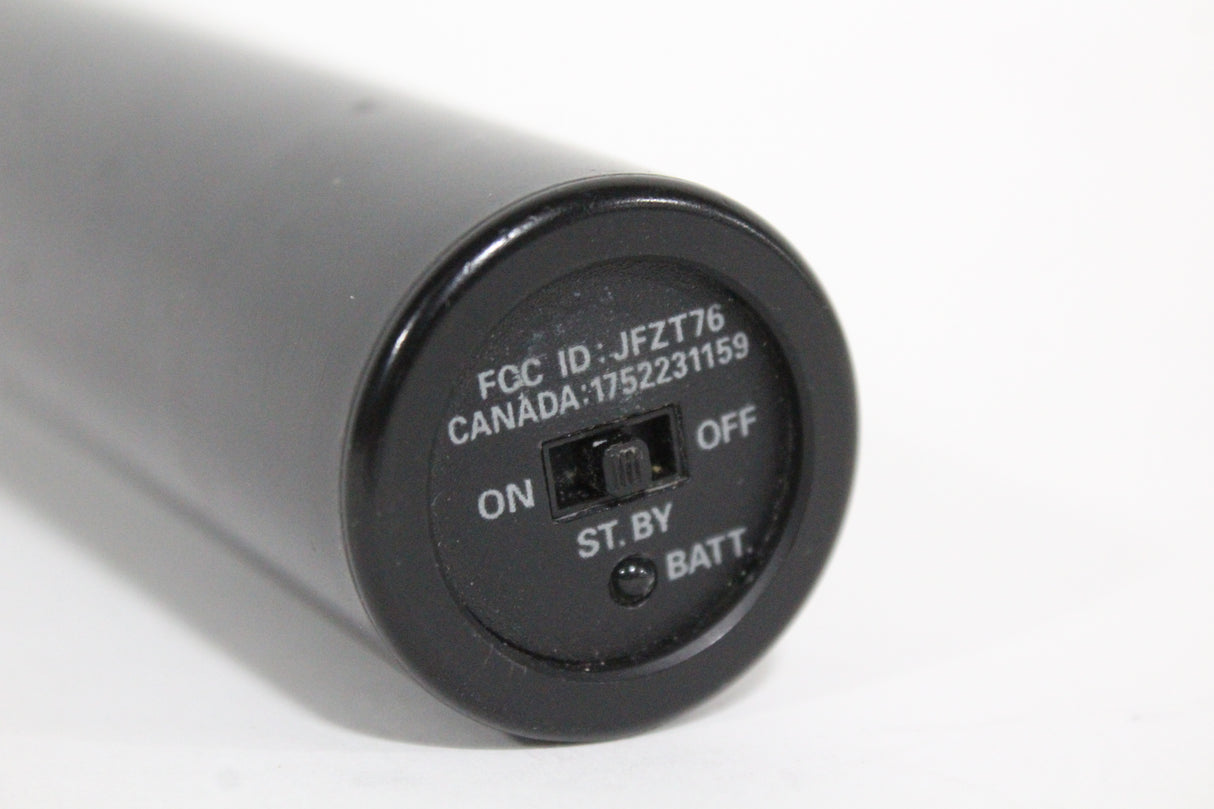 FCC ID: JFZT76
CANADA:1752231159
ON OFF
ST. BY
BATT.